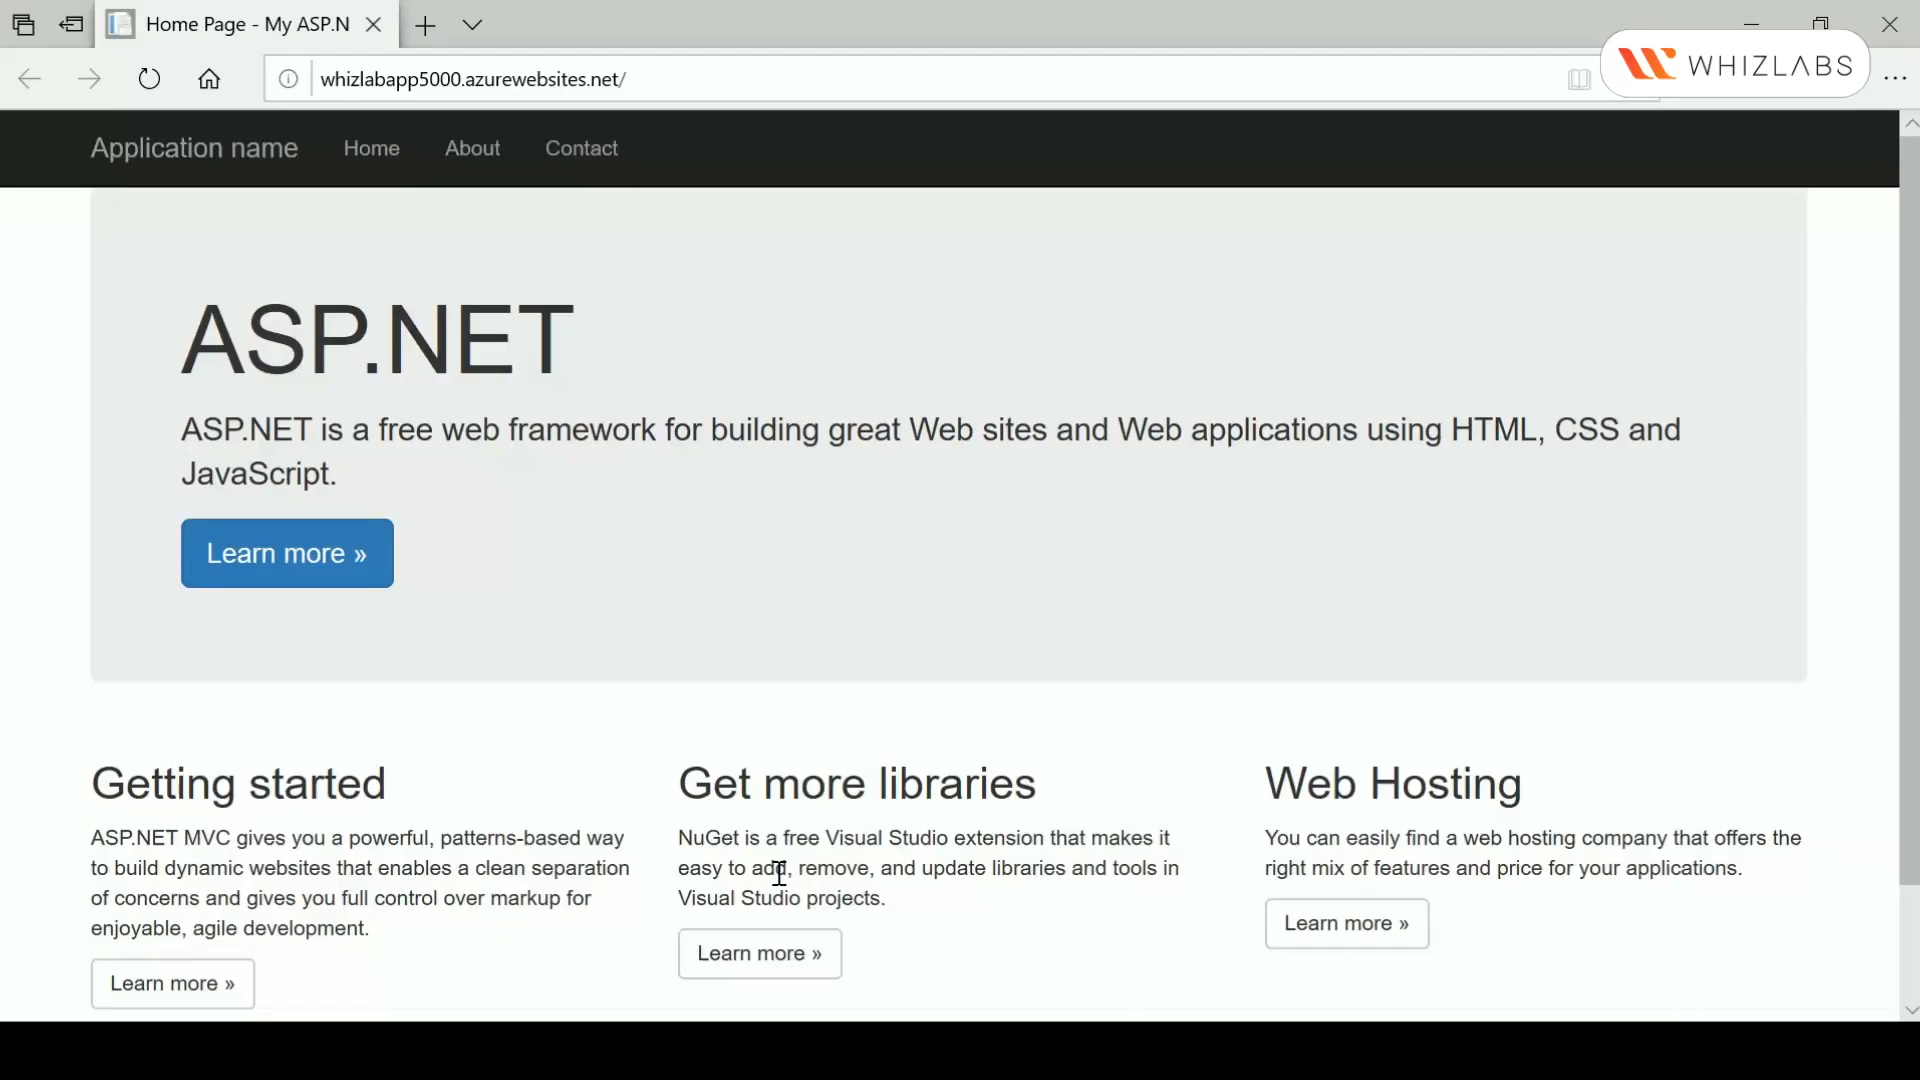 Home Page - My ASP.N
whizlabapp5000.azurewebsites.net/
WHIZLABS
Application name Home About Contact
ASP.NET
ASP.NET is a free web framework for building great Web sites and Web applications using HTML, CSS and
JavaScript.
Learn more »
Getting started
ASP.NET MVC gives you a powerful, patterns-based way
to build dynamic websites that enables a clean separation
of concerns and gives you full control over markup for
enjoyable, agile development.
Learn more »
Get more libraries
NuGet is a free Visual Studio extension that makes it
easy to add, remove, and update libraries and tools in
Visual Studio projects.
Learn more »
Web Hosting
You can easily find a web hosting company that offers the
right mix of features and price for your applications.
Learn more »